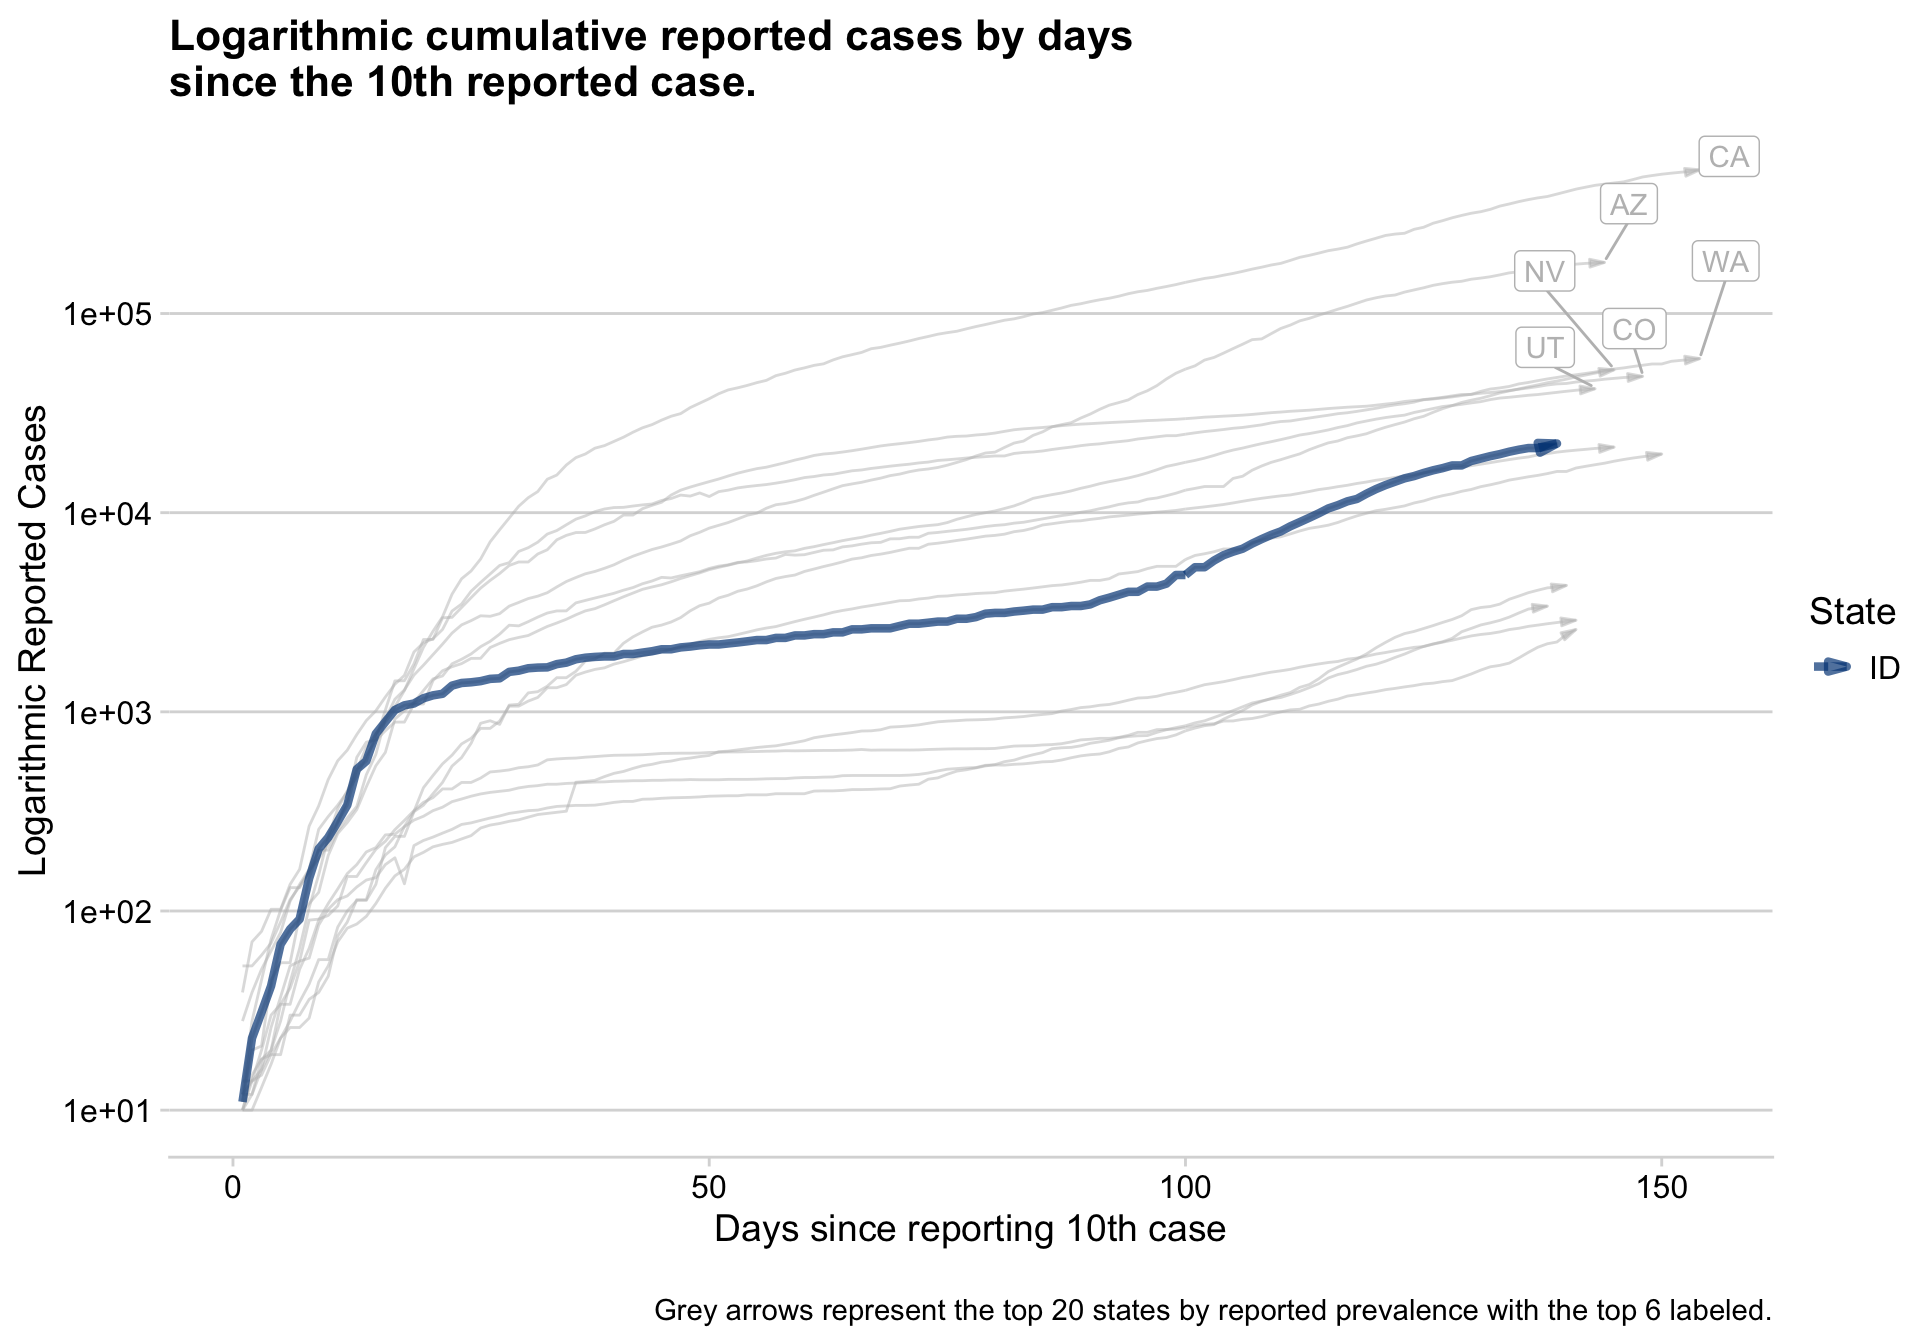 Logarithmic cumulative reported cases by days
since the 10th reported case.
CA
AZ
WA
NV
CO
UT
1e+05
1e+04
1e+03
1e+02
1e+01
Logarithmic Reported Cases
State
ID
0 50 100 150
Days since reporting 10th case
Grey arrows represent the top 20 states by reported prevalence with the top 6 labeled.